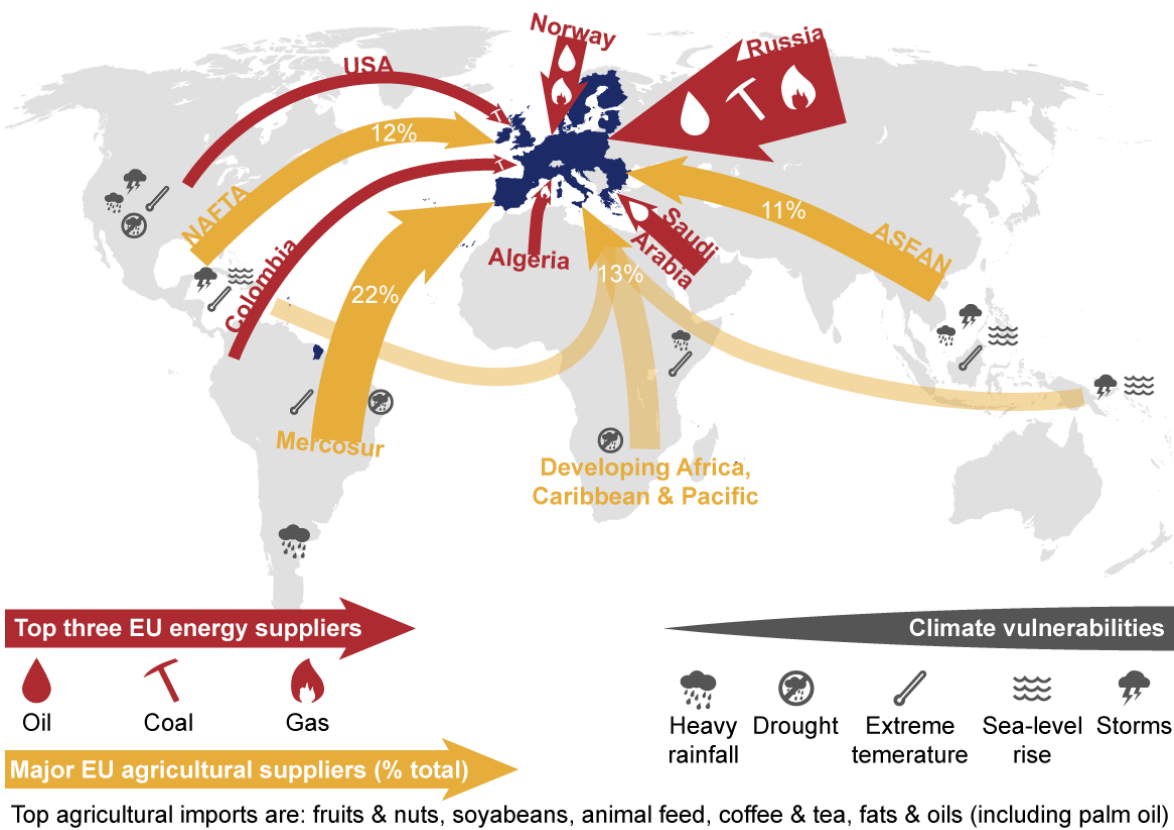 Norway
Russia
USA
12%
NAFTA
11%
ASEAN
Saudi
Arabia
Algeria
13%
Colombia
22%
Mercosur
Developing Africa,
Caribbean & Pacific
Top three EU energy suppliers
Climate vulnerabilities
Oil
Coal
Gas
Heavy
rainfall
Drought
Extreme
temerature
Sea-level
rise
Storms
Major EU agricultural suppliers (% total)
Top agricultural imports are: fruits & nuts, soyabeans, animal feed, coffee & tea, fats & oils (including palm oil)